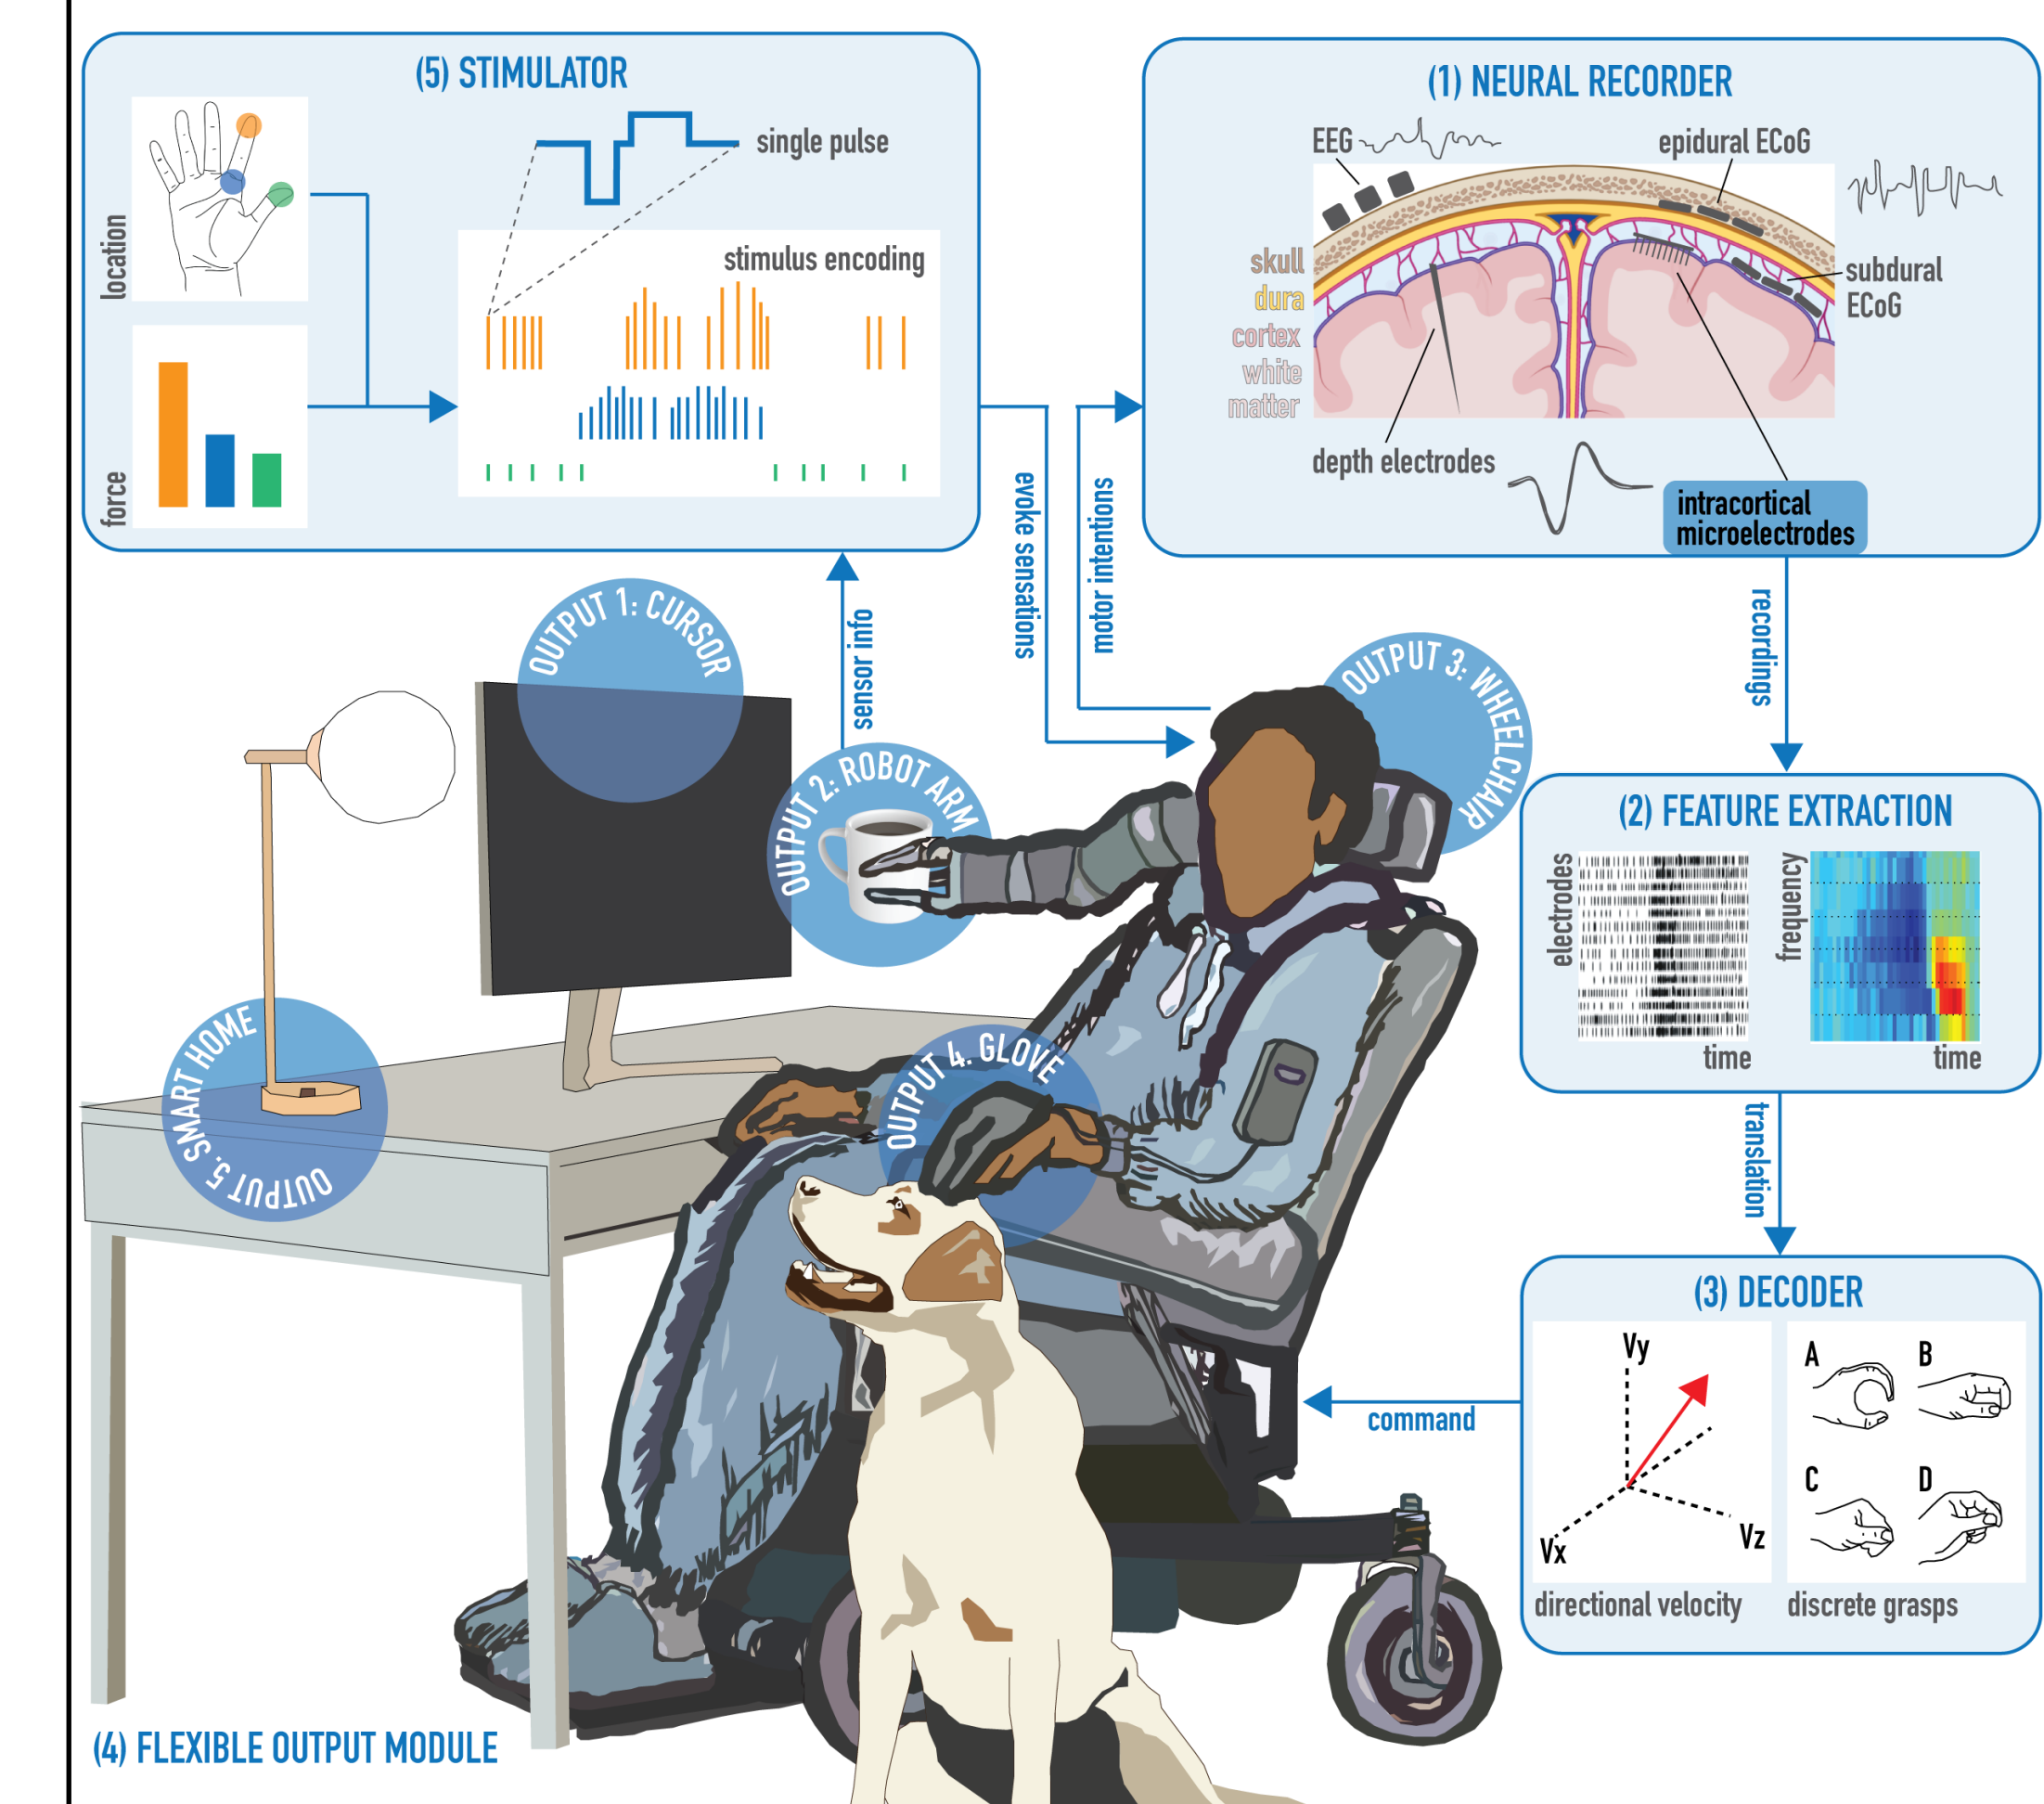 (5) STIMULATOR
location
force
single pulse
stimulus encoding
(1) NEURAL RECORDER
EEG
epidural ECoG
skull
dura
cortex
white
matter
subdural
ECoG
depth electrodes
intracortical
microelectrodes
evoke sensations
motor intentions
sensor info
recordings
OUTPUT 1: CURSOR
OUTPUT 2: ROBOT ARM
OUTPUT 3: WHEELCHAIR
OUTPUT 4. GLOVE
OUTPUT 5. SMART HOME
(2) FEATURE EXTRACTION
electrodes
time
frequency
time
translation
(3) DECODER
Vy
Vx
Vz
directional velocity
A
B
C
D
discrete grasps
command
(4) FLEXIBLE OUTPUT MODULE